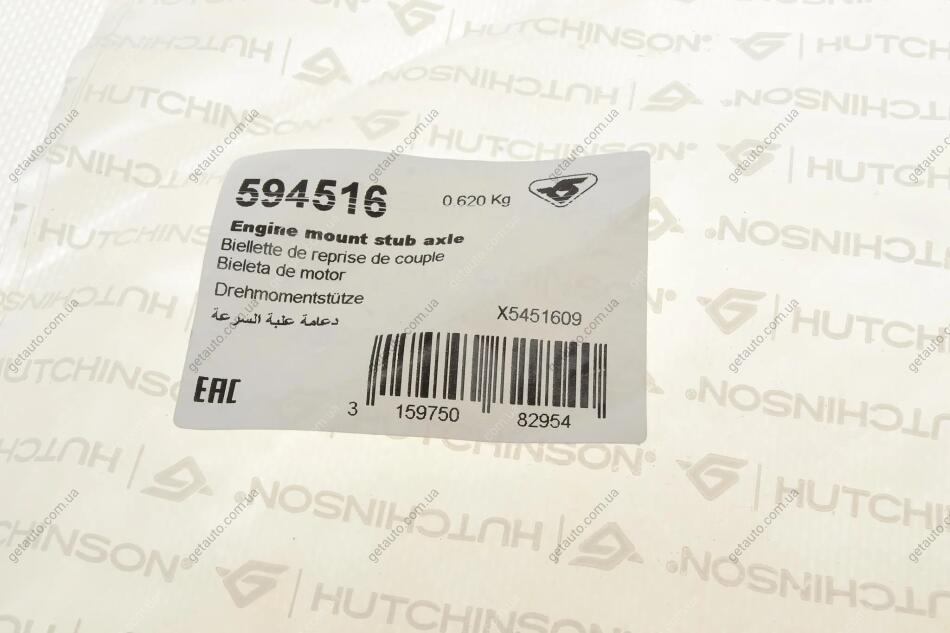 HUTCHINSON
594516
0.620 Kg
Engine mount stub axle
Biellette de reprise de couple
Bieleta de motor
Drehmomentstütze
دعامة علبة السرعة
X5451609
EAC
3 159750 82954
HUTCHINSON
getauto.com.ua